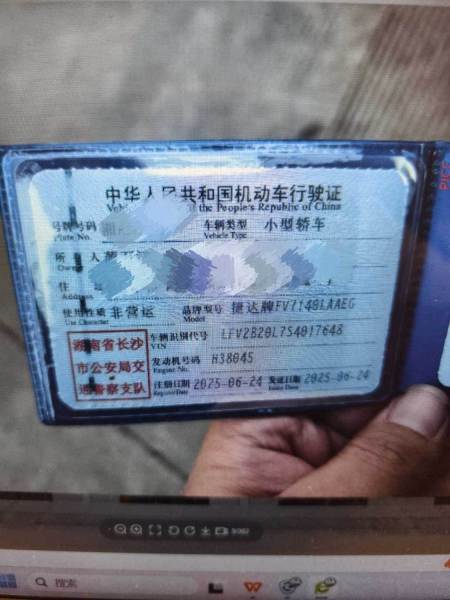 中华人民共和国机动车行驶证
the People's Republic of China
号牌号码 车辆类型 小型轿车
Plate No. Vehicle Type
所有人
Owner
住
Address
使用性质 非营运 品牌型号 捷达牌FV7140LAAEG
Use Character Model
湖南省长沙
市公安局交
通警察支队
车辆识别代号 LFV2B20L7S4017648
VIN
发动机号码 H38045
Engine No.
注册日期 2025-06-24 发证日期 2025-06-24
Register Date Issue Date
搜索